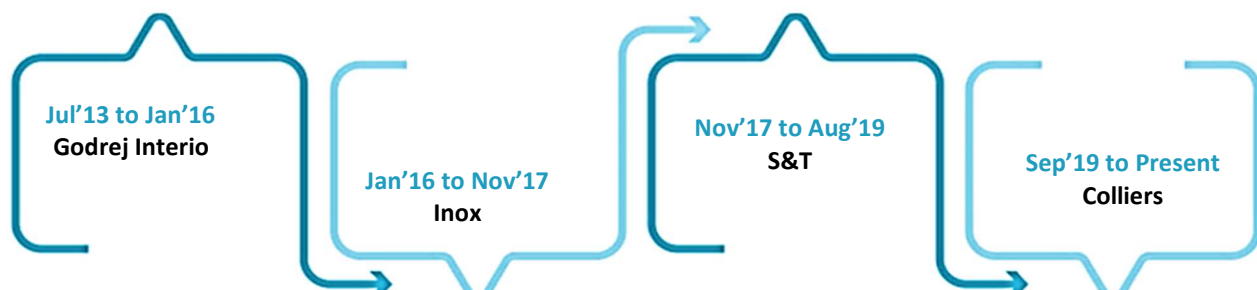 Jul’13 to Jan’16
Godrej Interio
Jan’16 to Nov’17
Inox
Nov’17 to Aug’19
S&T
Sep’19 to Present
Colliers